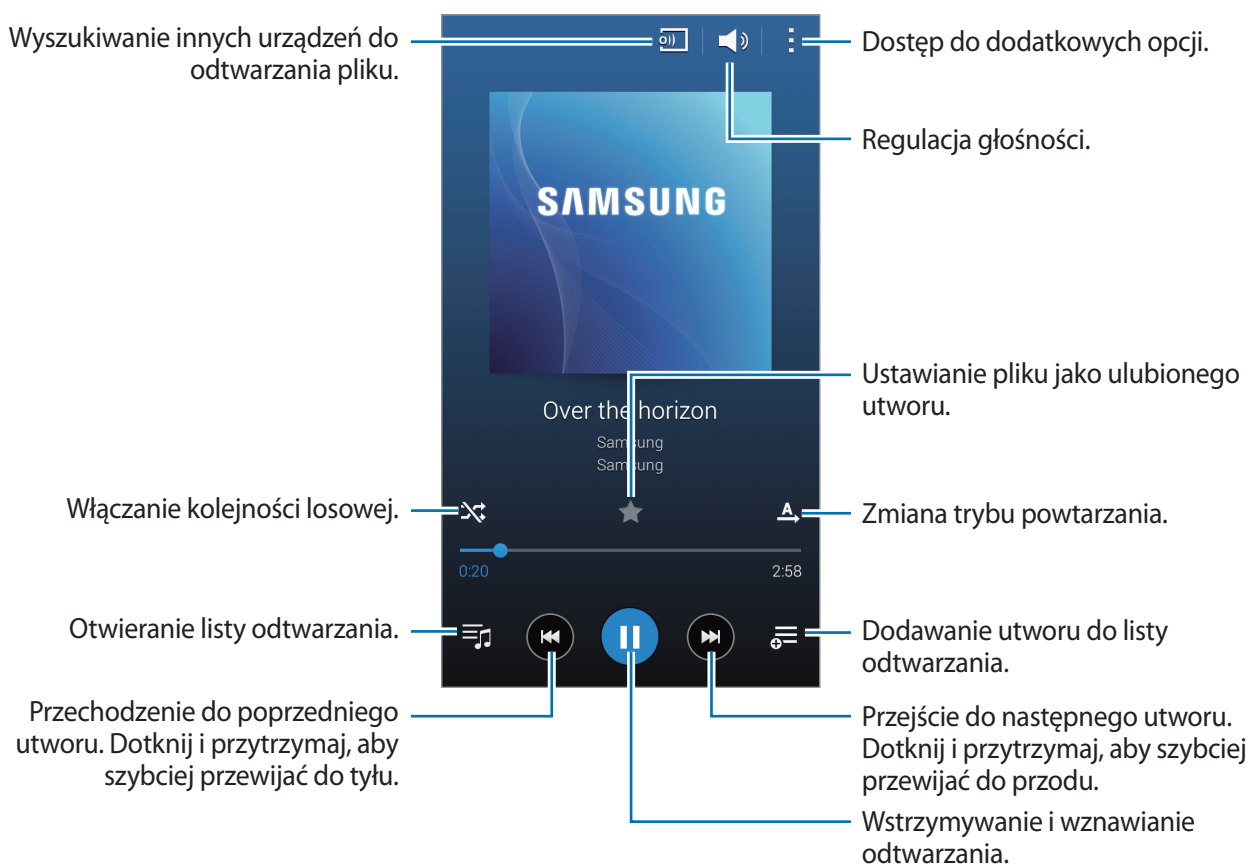 Wyszukiwanie innych urządzeń do
odtwarzania pliku.
Dostęp do dodatkowych opcji.
Regulacja głośności.
SAMSUNG
Ustawianie pliku jako ulubionego
utworu.
Over the horizon
Samsung
Samsung
Włączanie kolejności losowej.
A
Zmiana trybu powtarzania.
0:20
2:58
Otwieranie listy odtwarzania.
Dodawanie utworu do listy
odtwarzania.
Przechodzenie do poprzedniego
utworu. Dotknij i przytrzymaj, aby
szybciej przewijać do tyłu.
Przejście do następnego utworu.
Dotknij i przytrzymaj, aby szybciej
przewijać do przodu.
Wstrzymywanie i wznawianie
odtwarzania.